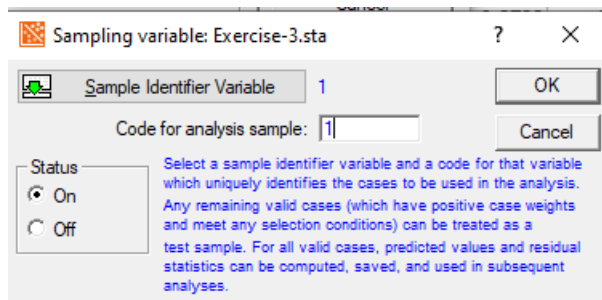 Cancel
Sampling variable: Exercise-3.sta ? X
Sample Identifier Variable 1 OK
Code for analysis sample: 1 Cancel
Status
On
Off
Select a sample identifier variable and a code for that variable
which uniquely identifies the cases to be used in the analysis.
Any remaining valid cases (which have positive case weights
and meet any selection conditions) can be treated as a
test sample. For all valid cases, predicted values and residual
statistics can be computed, saved, and used in subsequent
analyses.